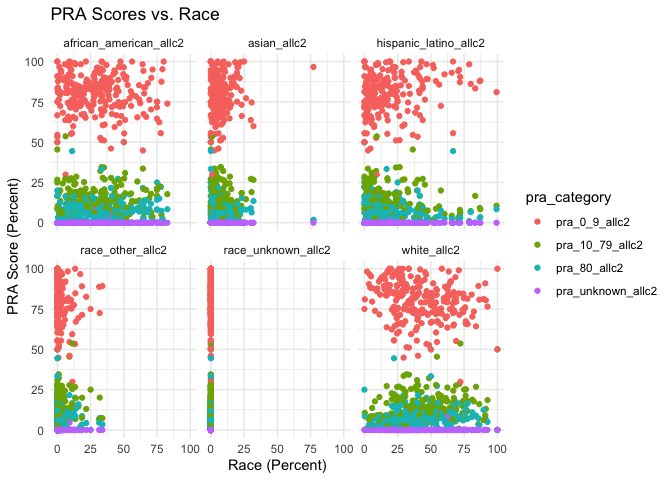 PRA Scores vs. Race
african_american_allc2 asian_allc2 hispanic_latino_allc2
100
75
50
25
0
race_other_allc2 race_unknown_allc2 white_allc2
100
75
50
25
0
0 25 50 75 100 0 25 50 75 100 0 25 50 75 100
Race (Percent)
PRA Score (Percent)
pra_category
pra_0_9_allc2
pra_10_79_allc2
pra_80_allc2
pra_unknown_allc2